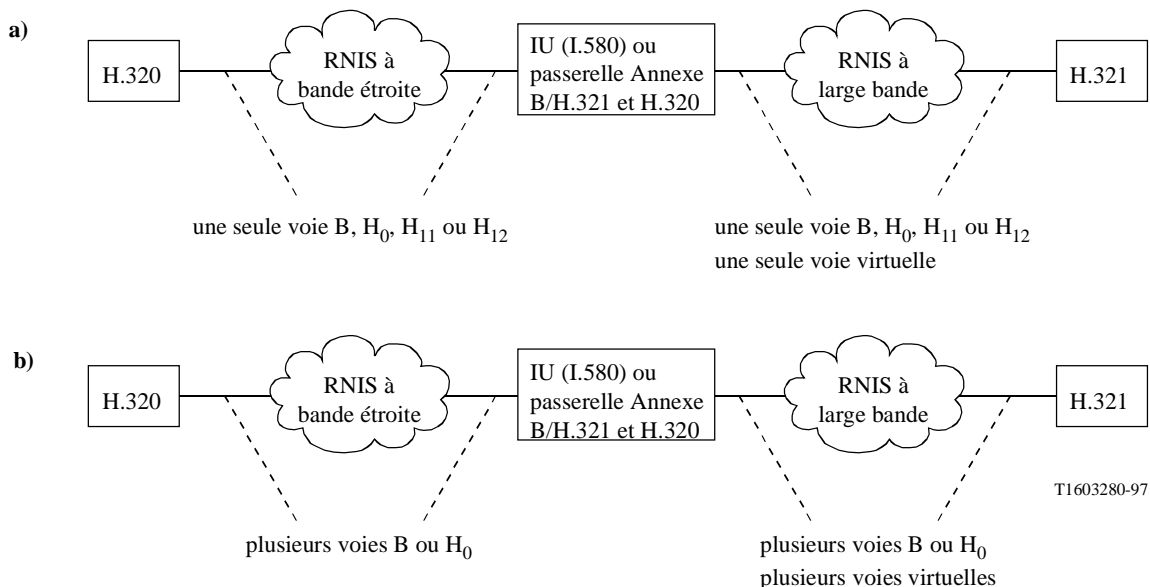 a)
H.320
RNIS à
bande étroite
IU (I.580) ou
passerelle Annexe
B/H.321 et H.320
RNIS à
large bande
H.321
une seule voie B, H0, H11 ou H12
une seule voie B, H0, H11 ou H12
une seule voie virtuelle
b)
H.320
RNIS à
bande étroite
IU (I.580) ou
passerelle Annexe
B/H.321 et H.320
RNIS à
large bande
H.321
T1603280-97
plusieurs voies B ou H0
plusieurs voies B ou H0
plusieurs voies virtuelles